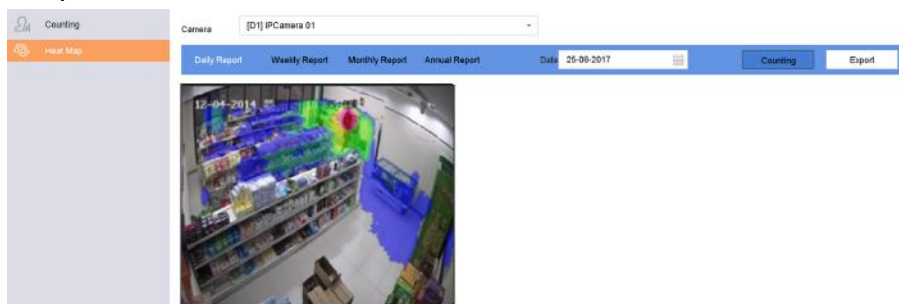 Counting
Heat Map
Camera
[D1] IPCamera 01
Daily Report
Weekly Report
Monthly Report
Annual Report
Date
25-08-2017
Counting
Export
12-04-2014